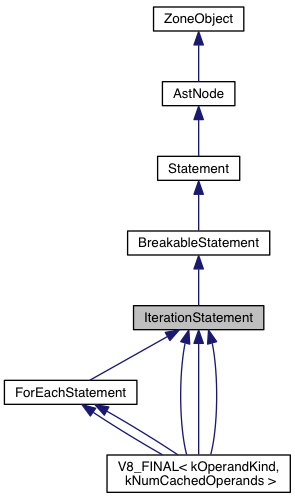 ZoneObject
AstNode
Statement
BreakableStatement
IterationStatement
ForEachStatement
V8_FINAL< kOperandKind,
kNumCachedOperands >